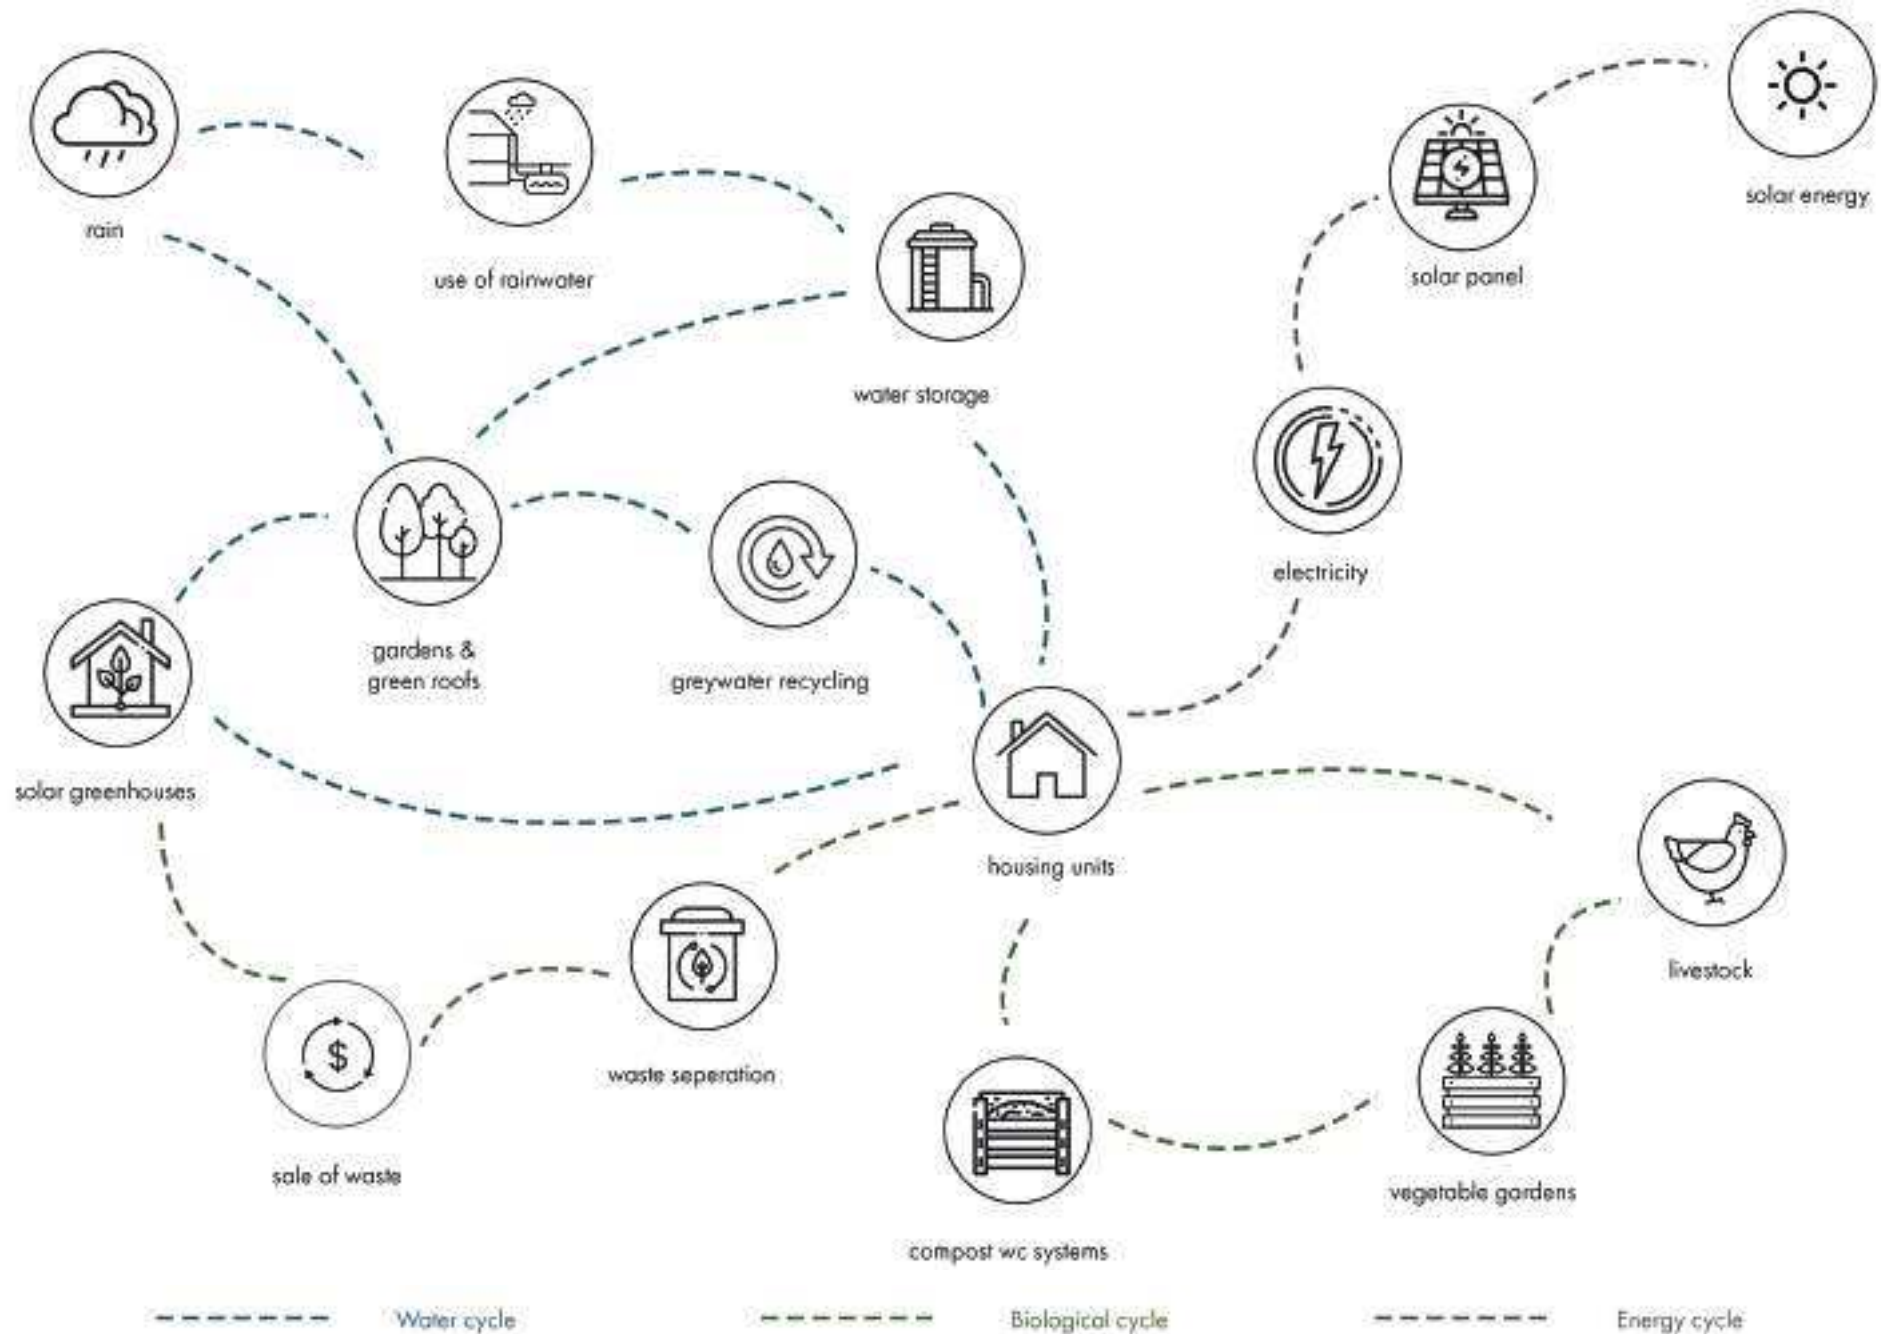 rain
use of rainwater
water storage
solar panel
solar energy
electricity
gardens &
green roofs
greywater recycling
solar greenhouses
housing units
livestock
waste seperation
sale of waste
compost wc systems
vegetable gardens
$
Water cycle
Biological cycle
Energy cycle